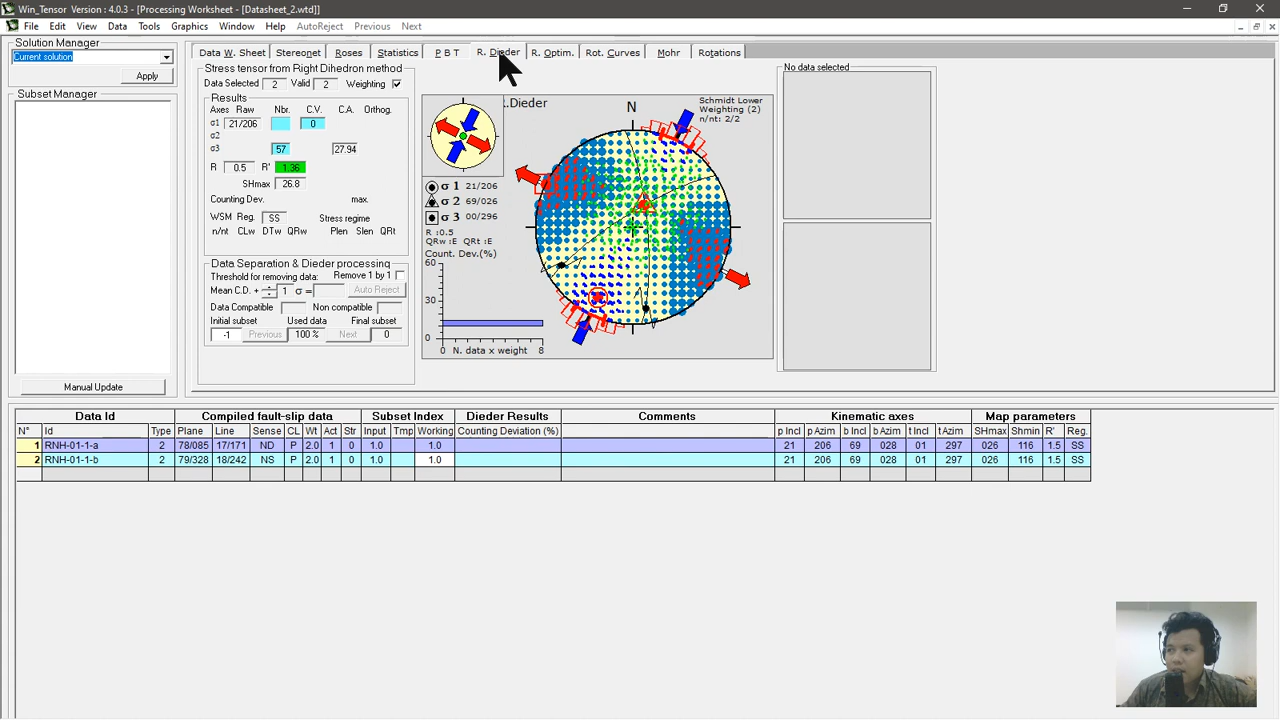 Win_Tensor Version : 4.0.3 - [Processing Worksheet - [Datasheet_2.wtd]]
File Edit View Data Tools Graphics Window Help AutoReject Previous Next
Solution Manager
Current solution
Apply
Subset Manager
Manual Update
Data W. Sheet Stereonet Roses Statistics P B T R. Dieder R. Optim. Rot. Curves Mohr Rotations
Stress tensor from Right Dihedron method
Data Selected 2 Valid 2 Weighting
Results
Axes Raw Nbr. C.V. C.A. Orthog.
σ1 21/206 0
σ2
σ3 57 27.94
R 0.5 R' 1.36
SHmax 26.8
Counting Dev. max.
WSM Reg. SS Stress regime
n/nt CLw DTw QRw Plen Slen QRt
Data Separation & Dieder processing
Threshold for removing data: Remove 1 by 1
Mean C.D. + 1 σ = Auto Reject
Data Compatible Non compatible
Initial subset Used data Final subset
-1 Previous 100 % Next 0
R.Dieder
N
Schmidt Lower
Weighting (2)
n/nt: 2/2
σ 1 21/206
σ 2 69/026
σ 3 00/296
R :0.5
QRw :E QRt :E
Count. Dev.(%)
60
30
0
0 N. data x weight 8
No data selected
Data Id Compiled fault-slip data Subset Index Dieder Results Comments Kinematic axes Map parameters
N° Id Type Plane Line Sense CL Wt Act Str Input Tmp Working Counting Deviation (%) p Incl p Azim b Incl b Azim t Incl t Azim SHmax Shmin R' Reg.
1 RNH-01-1-a 2 78/085 17/171 ND P 2.0 1 0 1.0 1.0 21 206 69 028 01 297 026 116 1.5 SS
2 RNH-01-1-b 2 79/328 18/242 NS P 2.0 1 0 1.0 1.0 21 206 69 028 01 297 026 116 1.5 SS